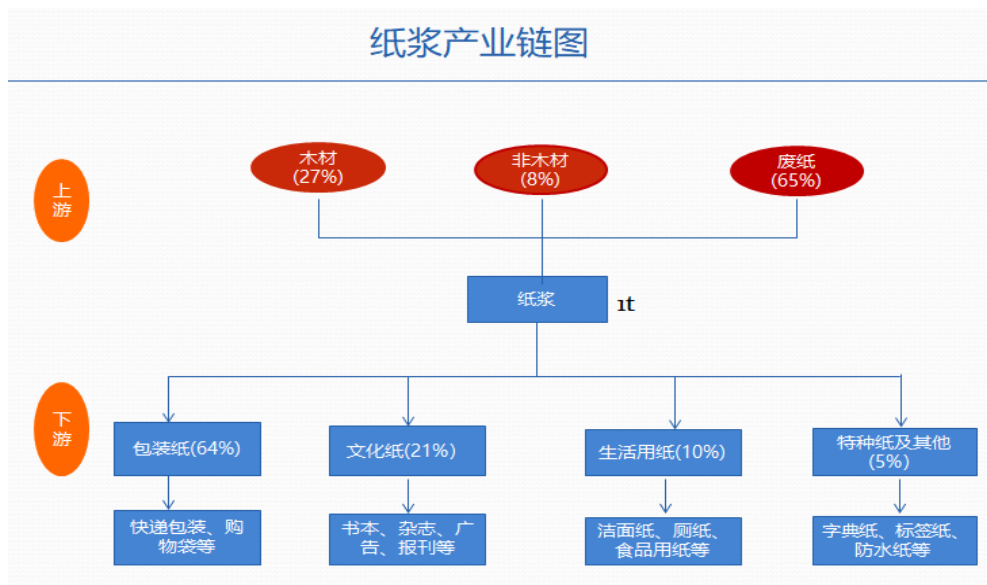 纸浆产业链图
上
游
木材
(27%)
非木材
(8%)
废纸
(65%)
纸浆
1t
下
游
包装纸(64%)
文化纸(21%)
生活用纸(10%)
特种纸及其他
(5%)
快递包装、购
物袋等
书本、杂志、广
告、报刊等
洁面纸、厕纸、
食品用纸等
字典纸、标签纸、
防水纸等